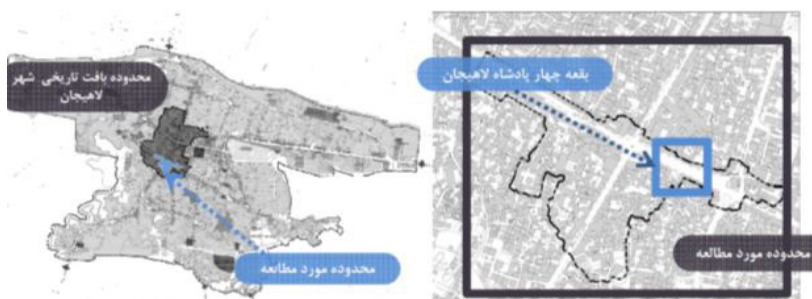 محدوده بافت تاریخی شهر
لاهیجان
محدوده مورد مطالعه
بقعه چهار پادشاه لاهیجان
محدوده مورد مطالعه